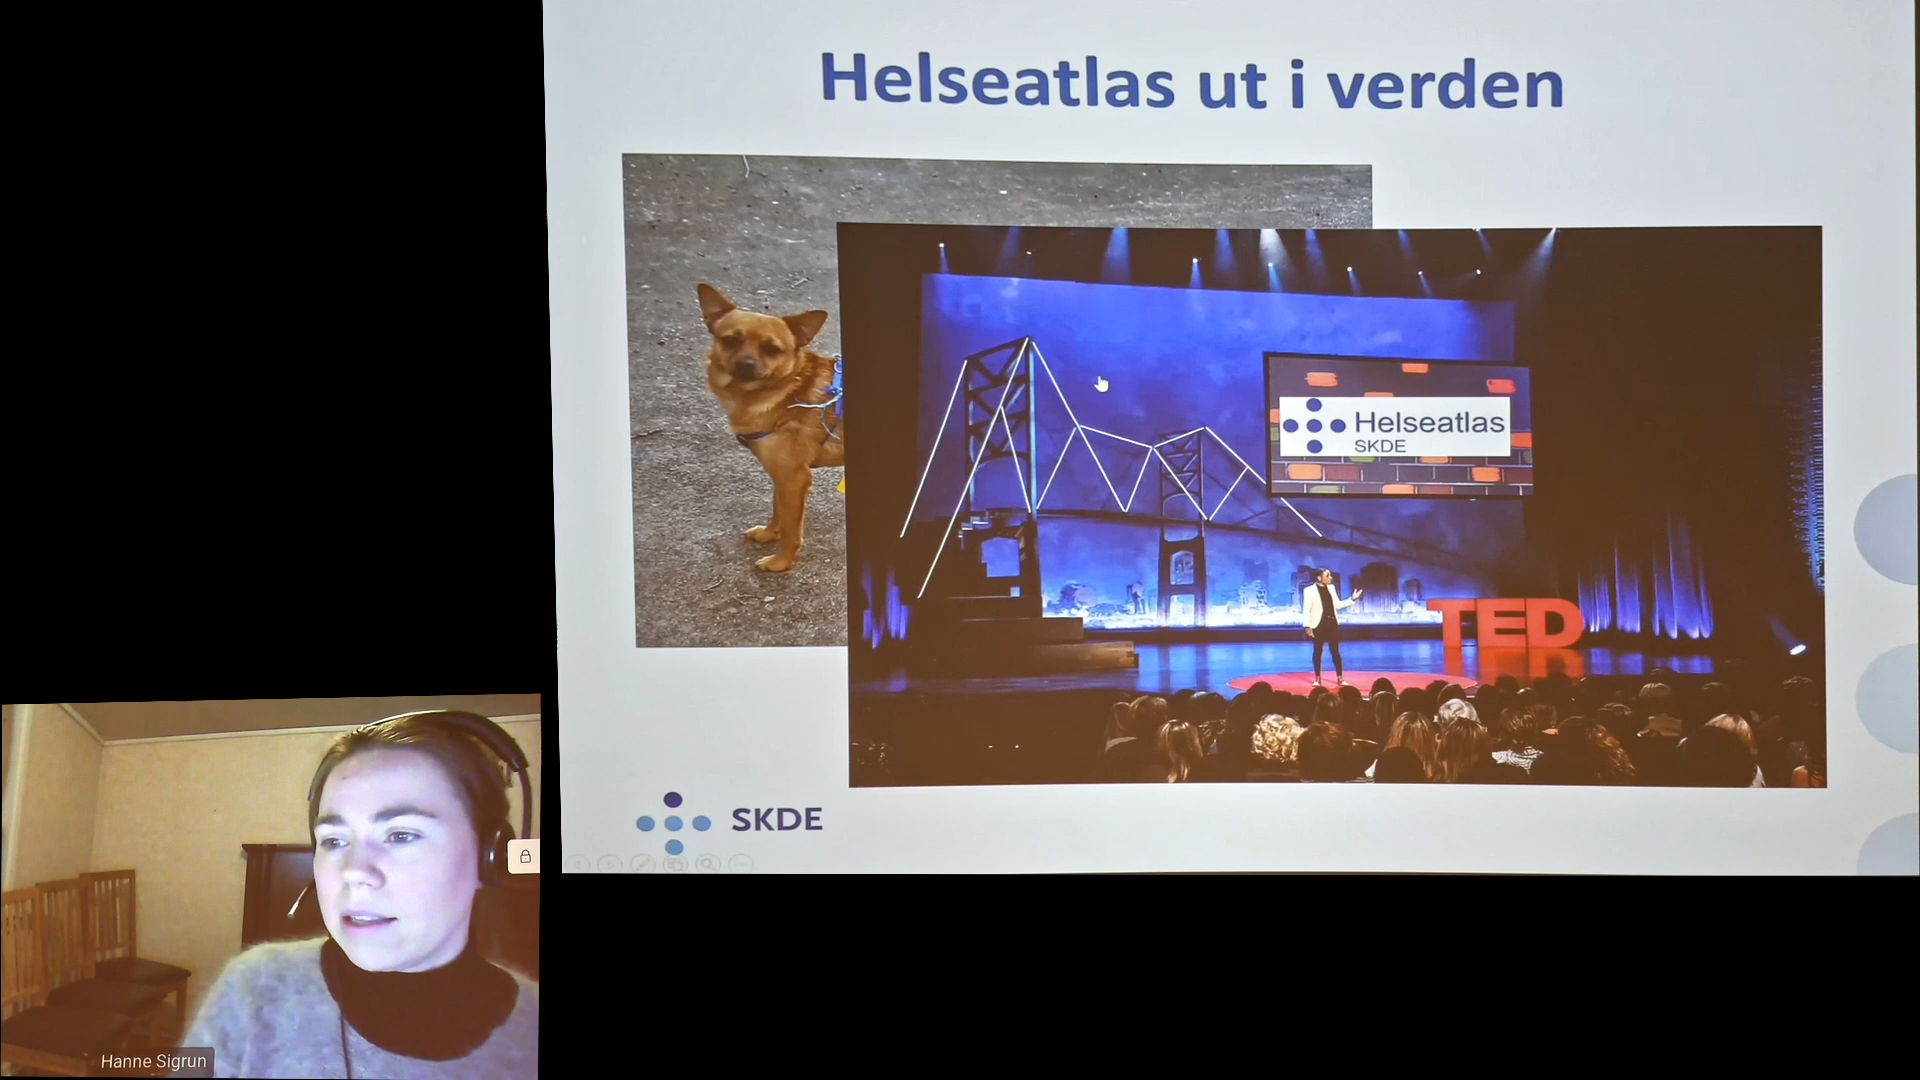 Helseatlas ut i verden
Helseatlas
SKDE
TED
SKDE
Hanne Sigrun